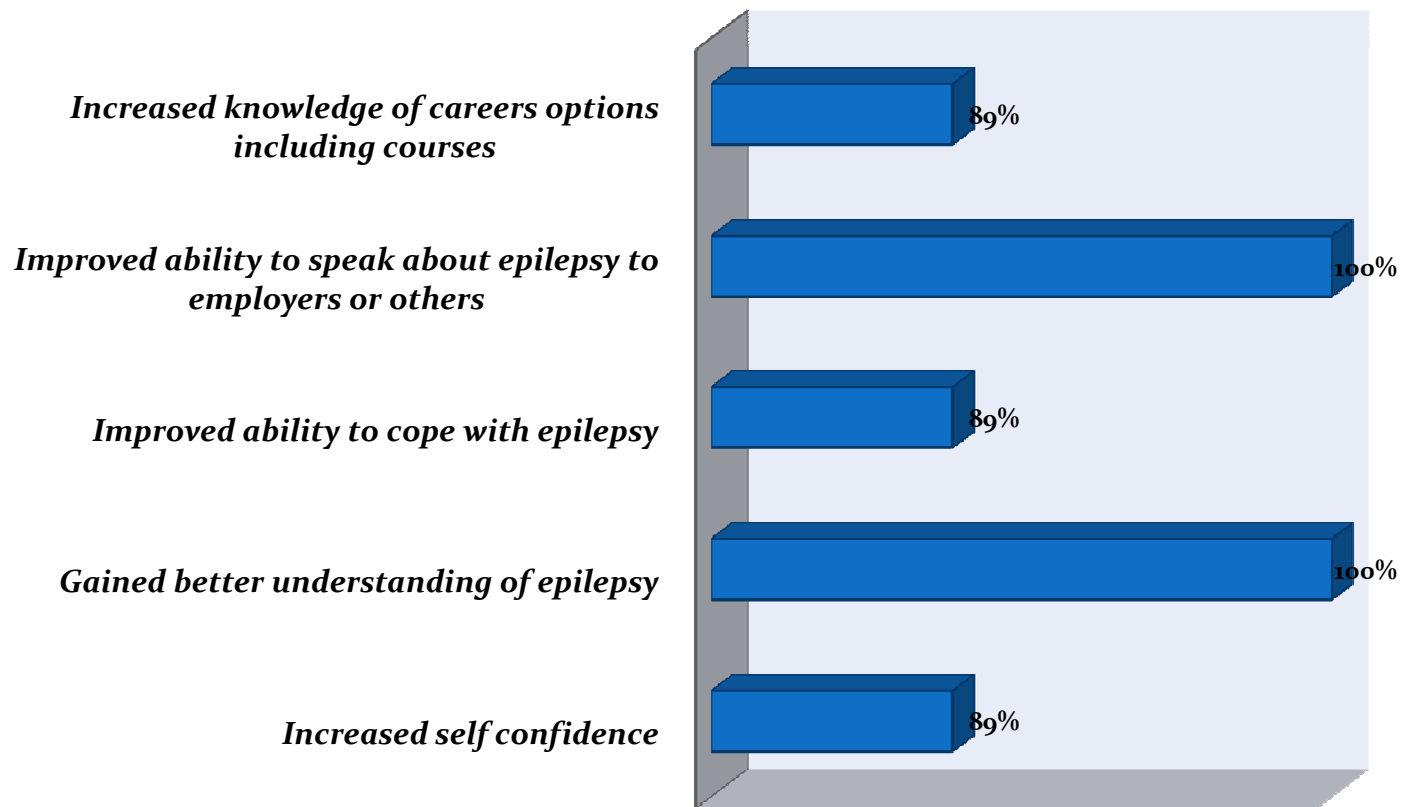 Increased knowledge of careers options
including courses
89%
Improved ability to speak about epilepsy to
employers or others
100%
Improved ability to cope with epilepsy
89%
Gained better understanding of epilepsy
100%
Increased self confidence
89%